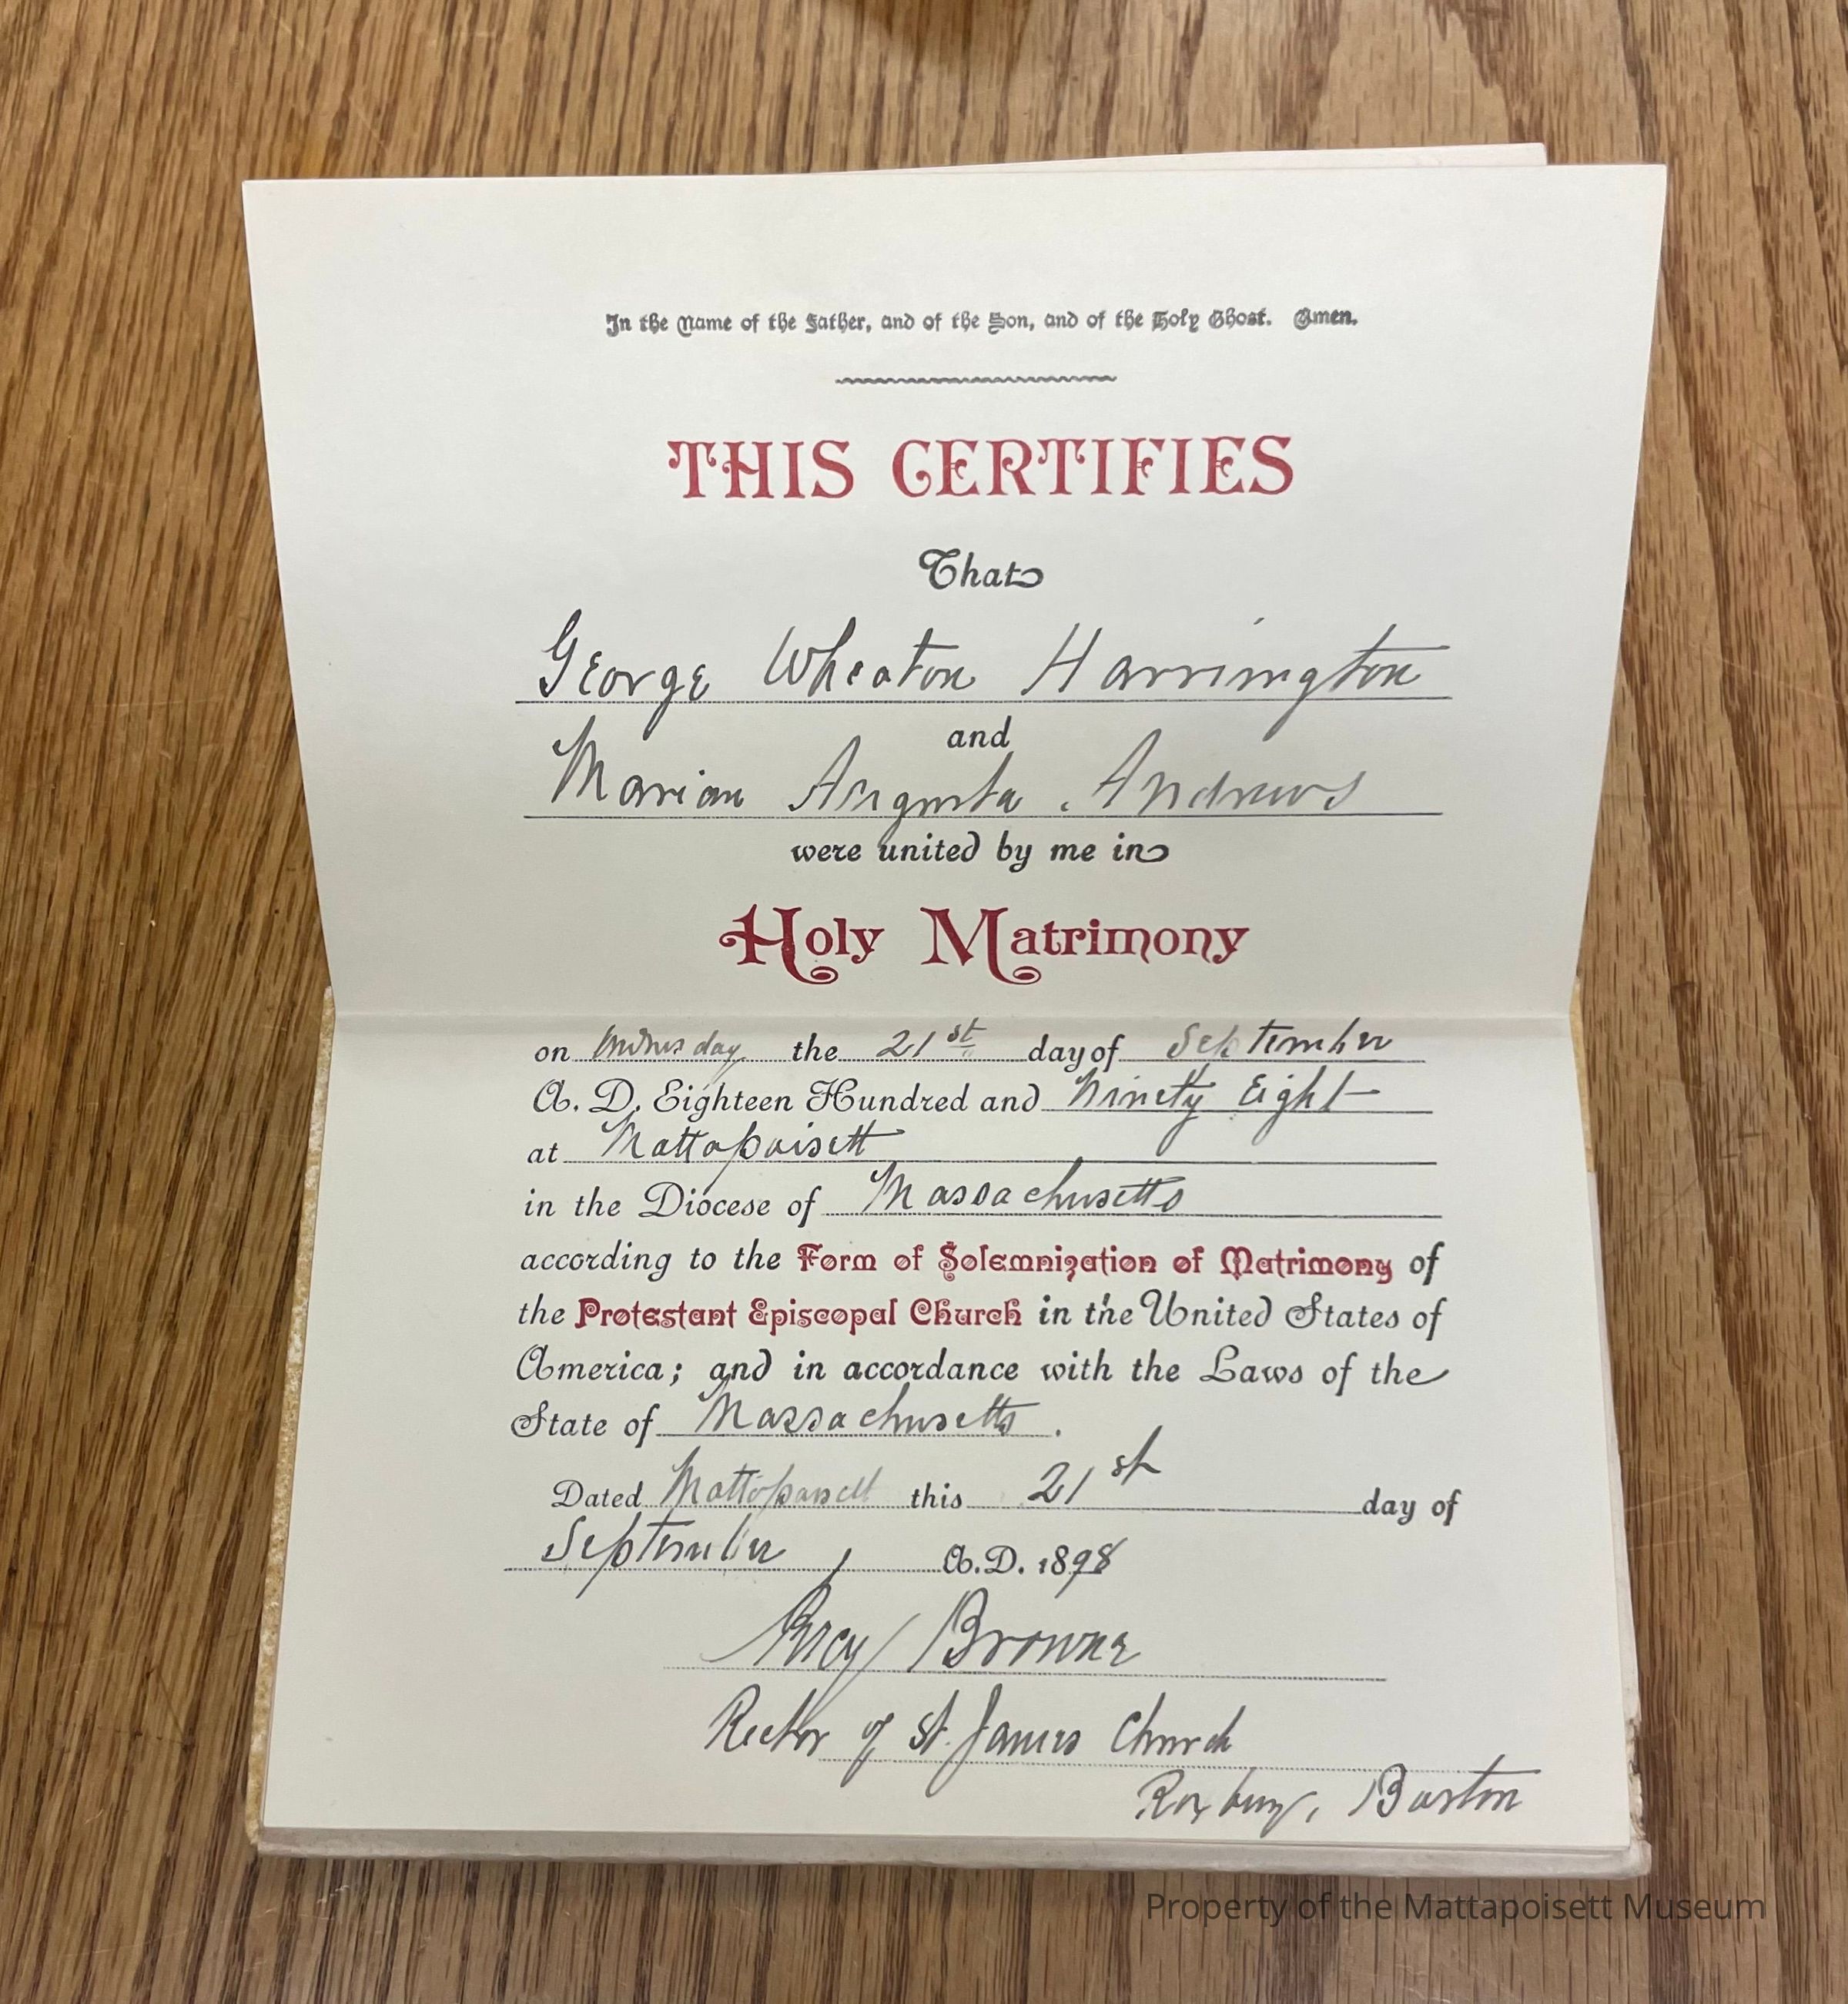 In the Name of the Father, and of the Son, and of the Holy Ghost. Amen.
THIS CERTIFIES
That
George Wheaton Harrington
and
Marian Augusta Andrews
were united by me in
Holy Matrimony
on Wednesday the 21st day of September
A. D. Eighteen Hundred and Ninety Eight
at Mattapoisett
in the Diocese of Massachusetts
according to the Form of Solemnization of Matrimony of
the Protestant Episcopal Church in the United States of
America; and in accordance with the Laws of the
State of Massachusetts.
Dated Mattapoisett this 21st day of
September, A.D. 1898
Percy Browne
Rector of St. James Church
Roxbury, Boston
Property of the Mattapoisett Museum